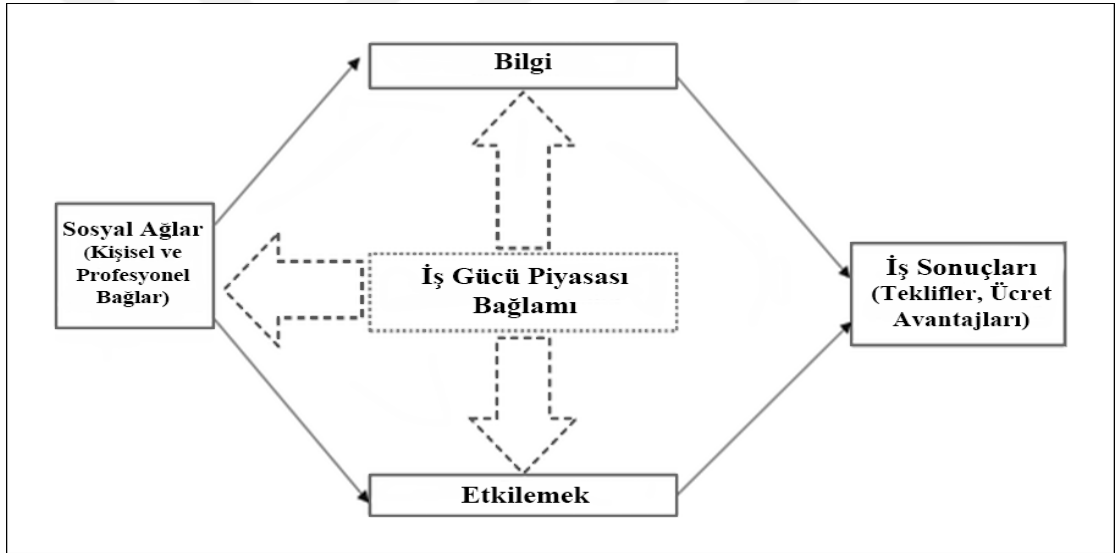 Bilgi
Sosyal Ağlar
(Kişisel ve
Profesyonel
Bağlar)
İş Gücü Piyasası
Bağlamı
İş Sonuçları
(Teklifler, Ücret
Avantajları)
Etkilemek